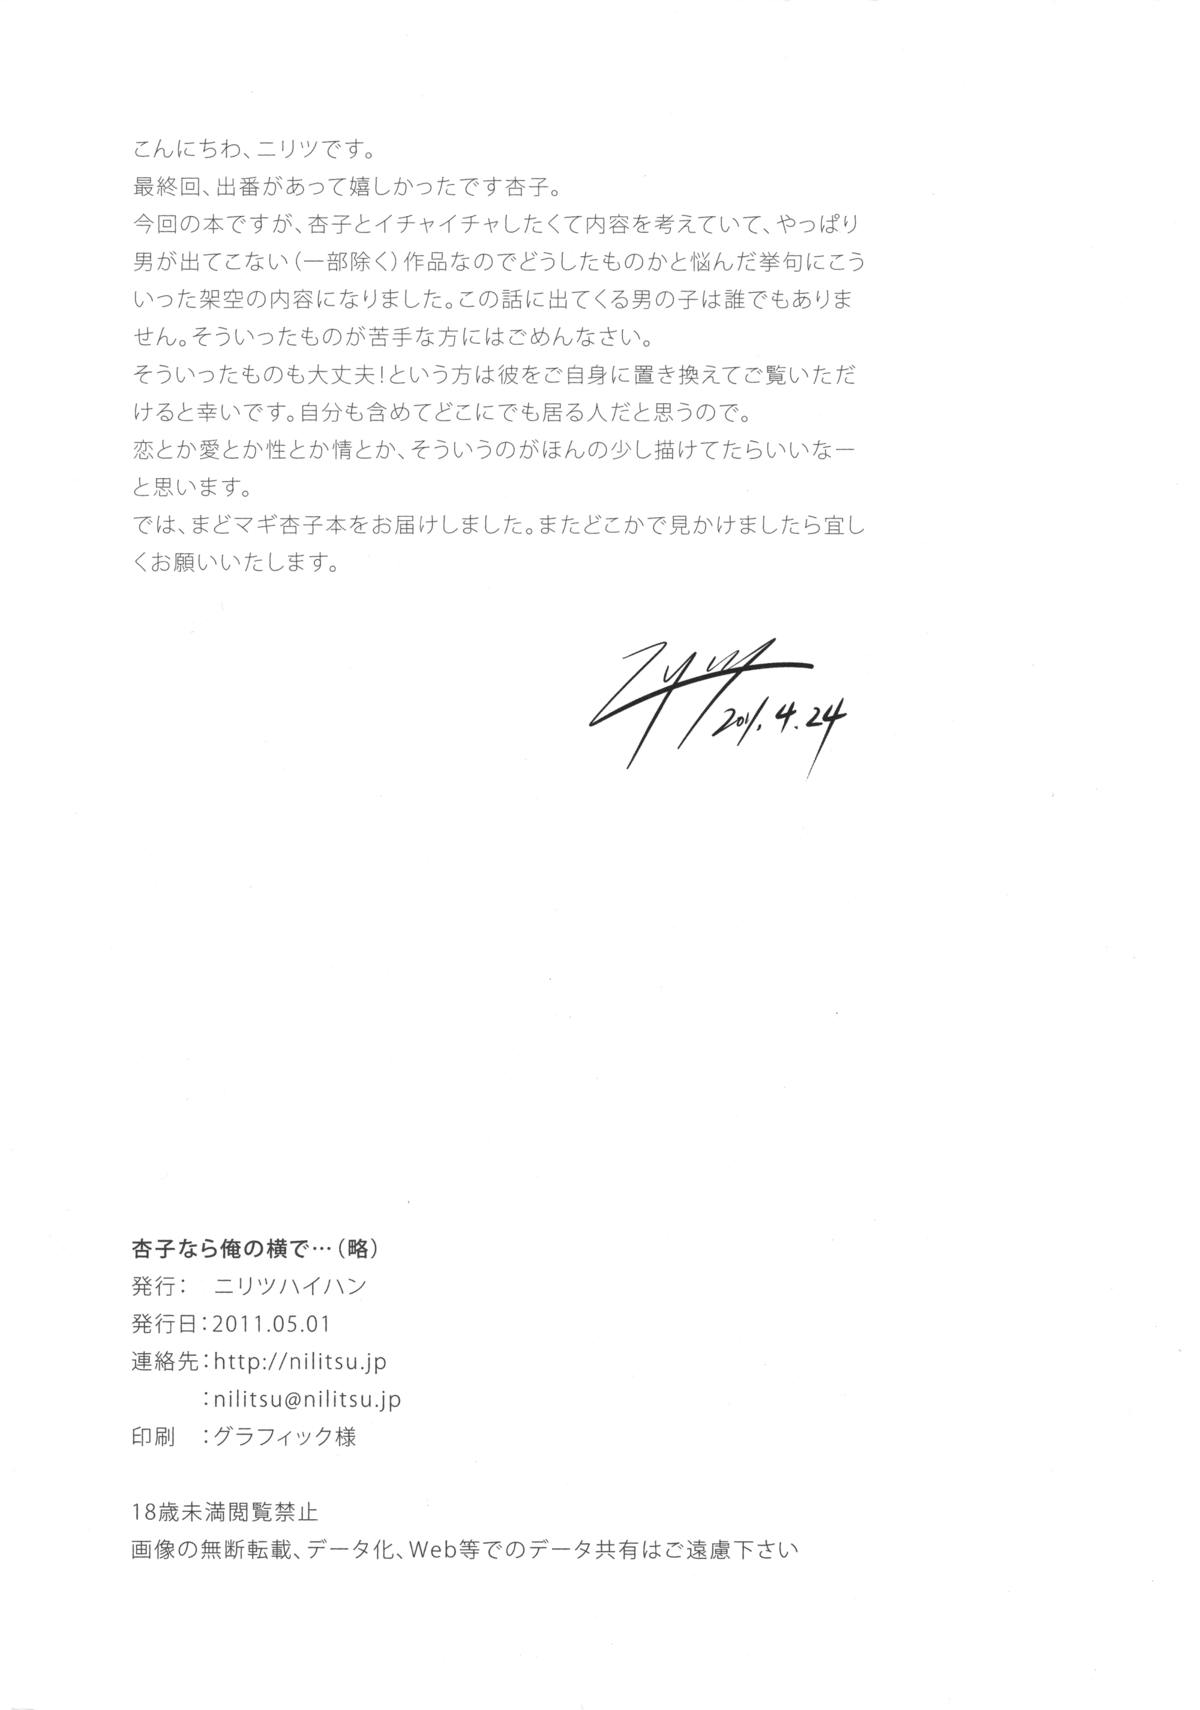 こんにちわ、ニリツです。
最終回、出番があって嬉しかったです杏子。
今回の本ですが、杏子とイチャイチャしたくて内容を考えていて、やっぱり
男が出てこない（一部除く）作品なのでどうしたものかと悩んだ挙句にこう
いった架空の内容になりました。この話に出てくる男の子は誰でもありま
せん。そういったものが苦手な方にはごめんなさい。
そういったものも大丈夫！という方は彼をご自身に置き換えてご覧いただ
けると幸いです。自分も含めてどこにでも居る人だと思うので。
恋とか愛とか性とか情とか、そういうのがほんの少し描けてたらいいなー
と思います。
では、まどマギ杏子本をお届けしました。またどこかで見かけましたら宜し
くお願いいたします。
ニリツ
2011.4.24
杏子なら俺の横で…（略）
発行：　ニリツハイハン
発行日：2011.05.01
連絡先：http://nilitsu.jp
：nilitsu@nilitsu.jp
印刷　：グラフィック様
18歳未満閲覧禁止
画像の無断転載、データ化、Web等でのデータ共有はご遠慮下さい